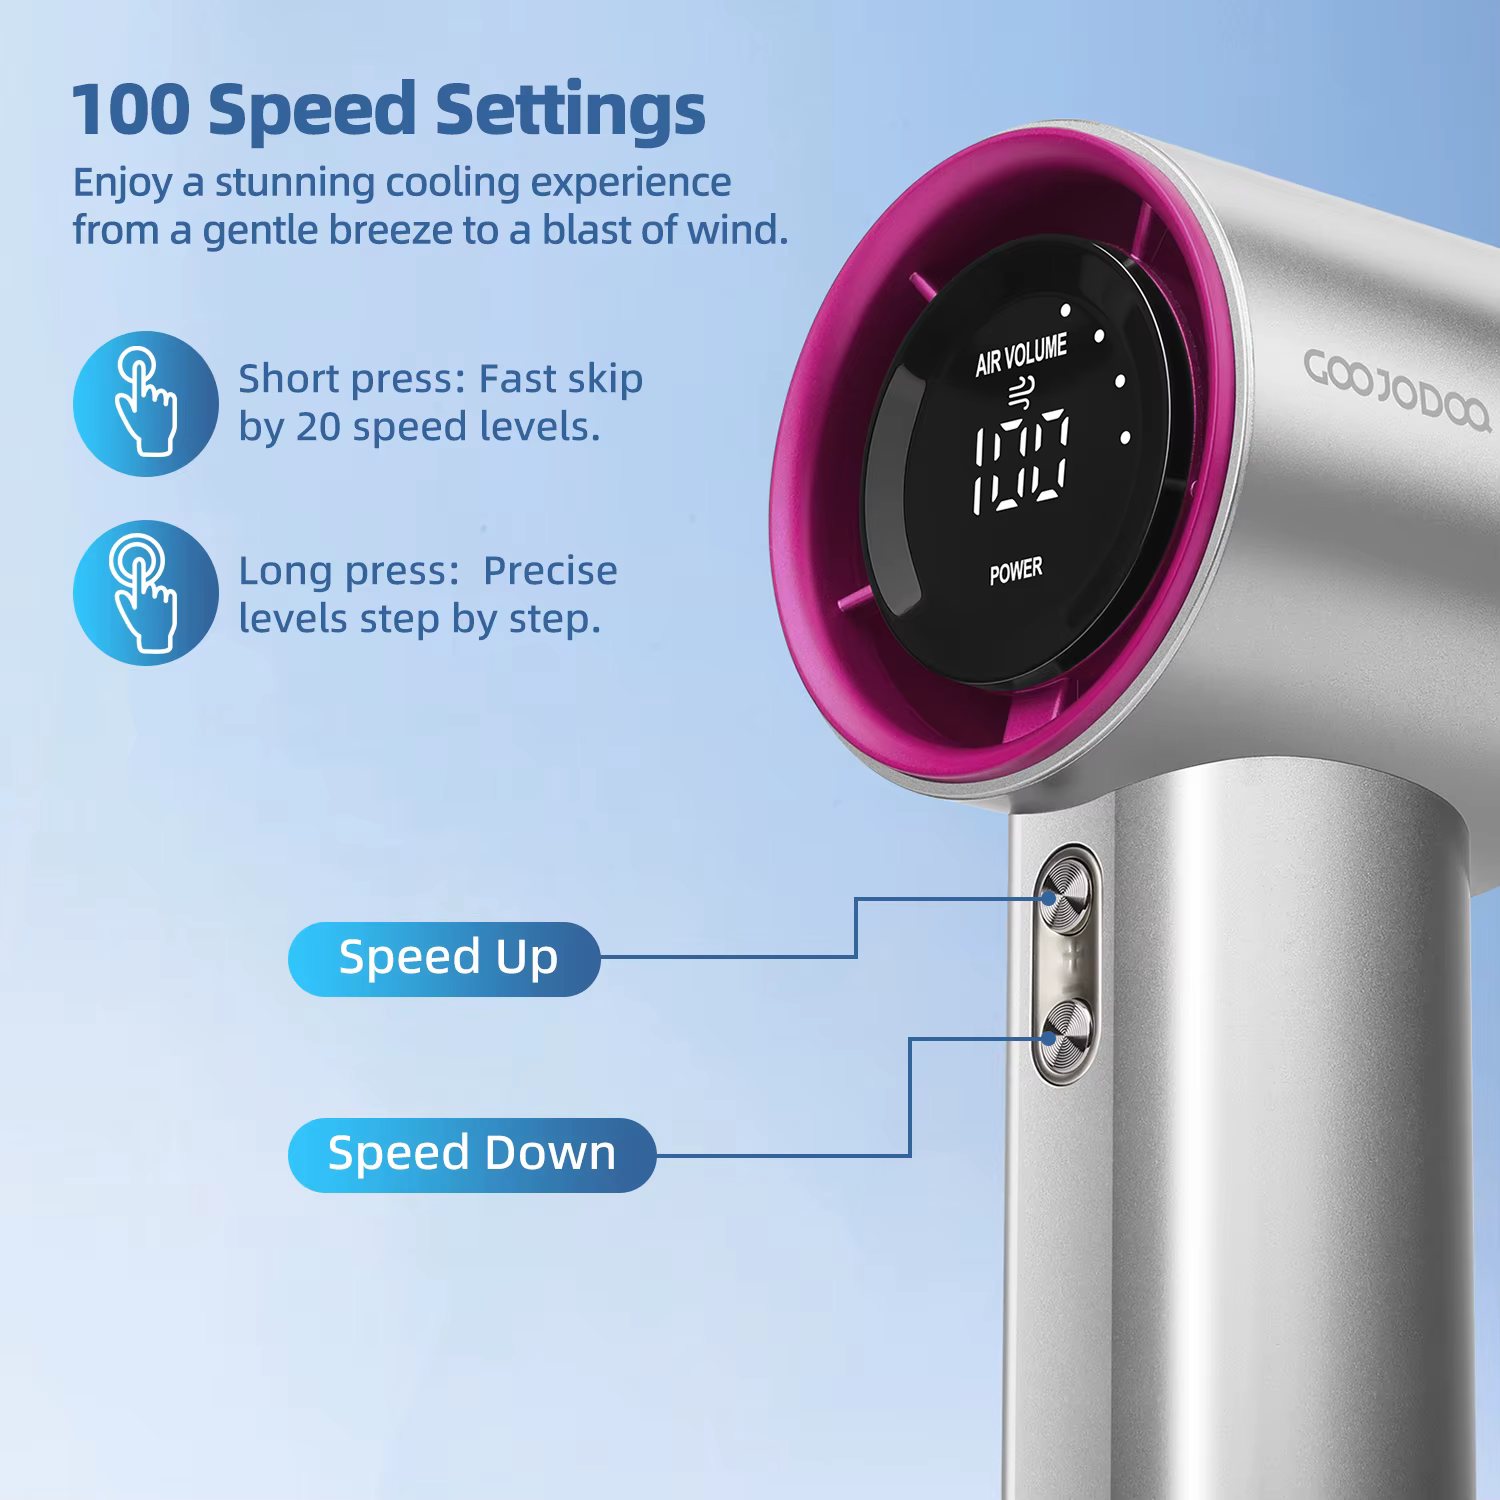 100 Speed Settings
Enjoy a stunning cooling experience
from a gentle breeze to a blast of wind.
Short press: Fast skip
by 20 speed levels.
Long press:  Precise
levels step by step.
AIR VOLUME
100
POWER
GOOJODOQ
Speed Up
+
Speed Down